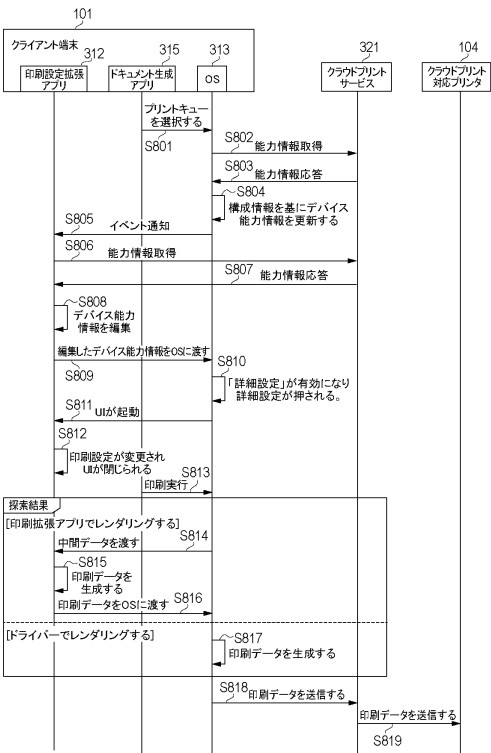 101
クライアント端末
312
315
313
321
104
印刷設定拡張
アプリ
ドキュメント生成
アプリ
OS
クラウドプリント
サービス
クラウドプリント
対応プリンタ
プリントキュー
を選択する
S801
S802
能力情報取得
S803
能力情報応答
S804
構成情報を基にデバイス
能力情報を更新する
S805
イベント通知
S806
能力情報取得
S807
能力情報応答
S808
デバイス能力
情報を編集
編集したデバイス能力情報をOSに渡す
S809
S810
「詳細設定」が有効になり
詳細設定が押される。
S811
UIが起動
S812
印刷設定が変更され
UIが閉じられる
S813
印刷実行
探索結果
[印刷拡張アプリでレンダリングする]
中間データを渡す
S814
S815
印刷データを
生成する
印刷データをOSに渡す
S816
[ドライバーでレンダリングする]
S817
印刷データを生成する
S818
印刷データを送信する
印刷データを送信する
S819